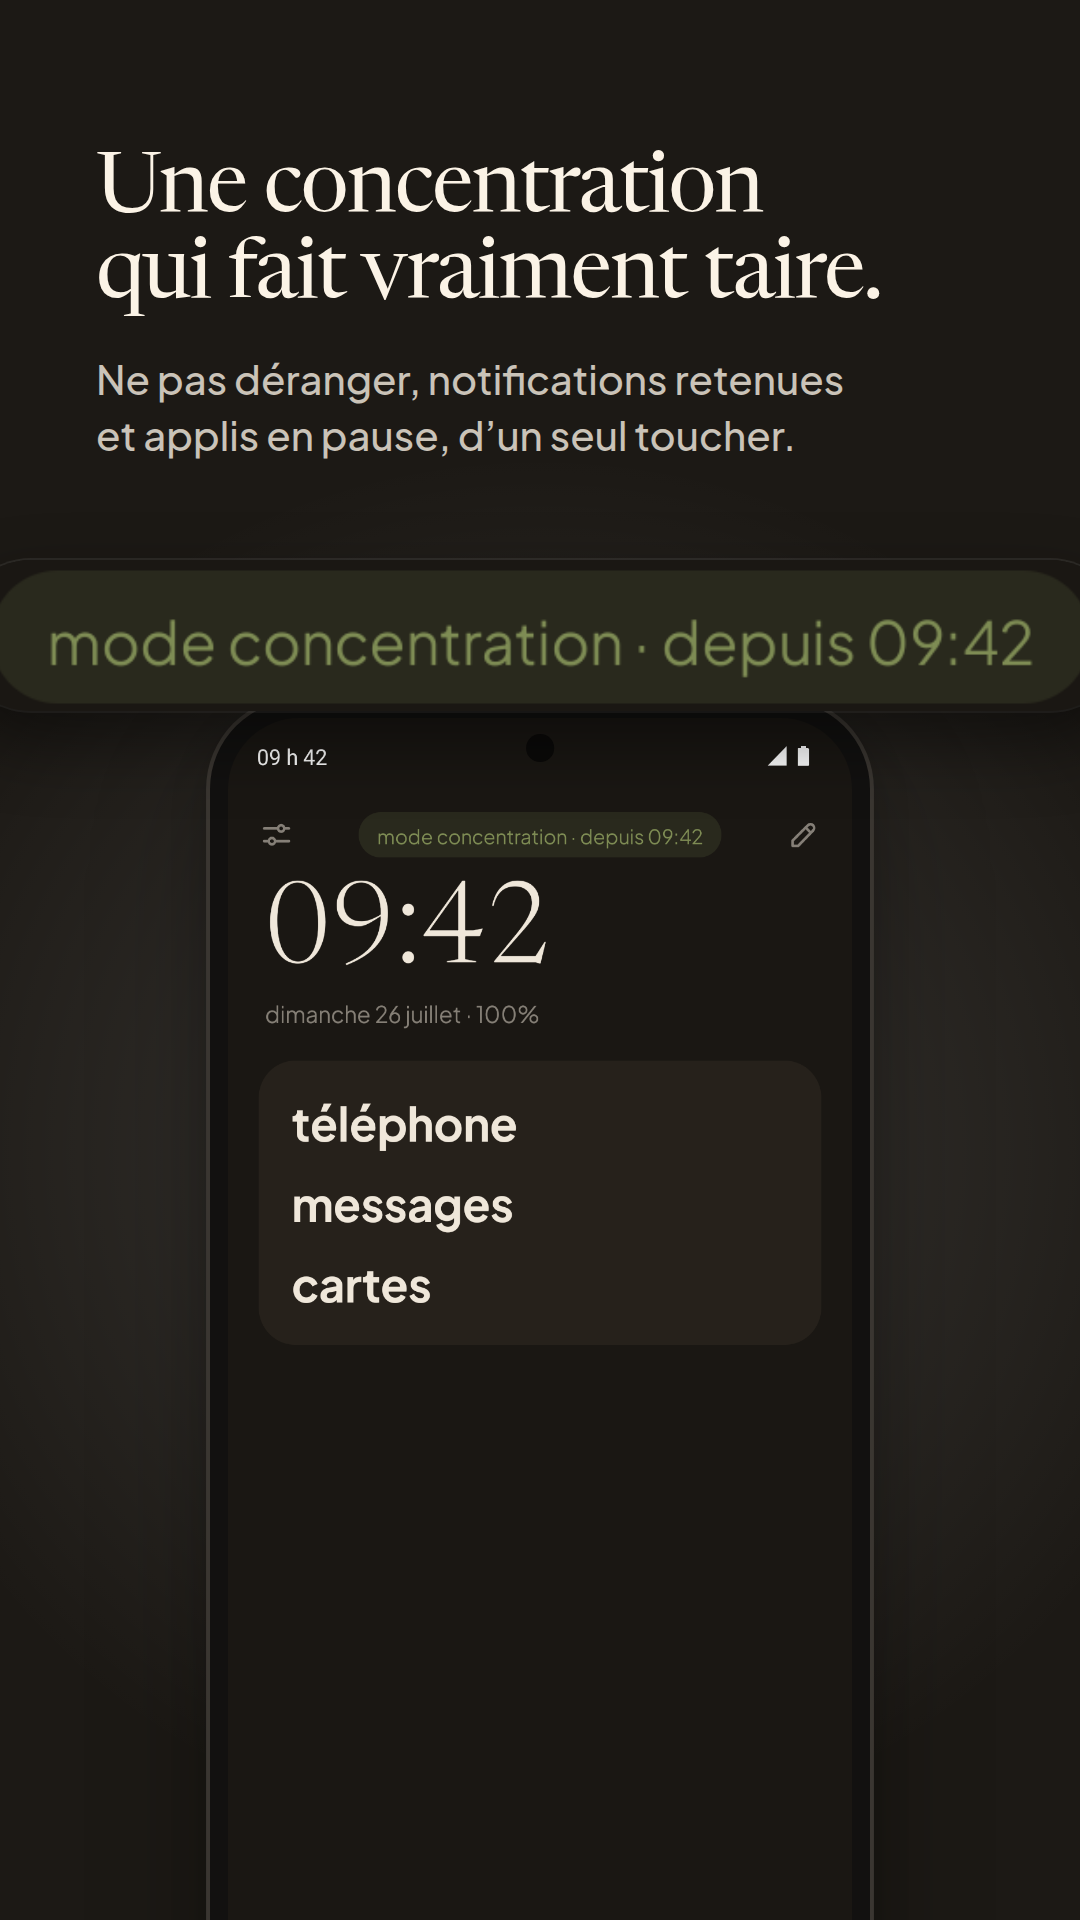 Une concentration
qui fait vraiment taire.
Ne pas déranger, notifications retenues
et applis en pause, d’un seul toucher.
mode concentration · depuis 09:42
09 h 42
mode concentration · depuis 09:42
09:42
dimanche 26 juillet · 100%
téléphone
messages
cartes